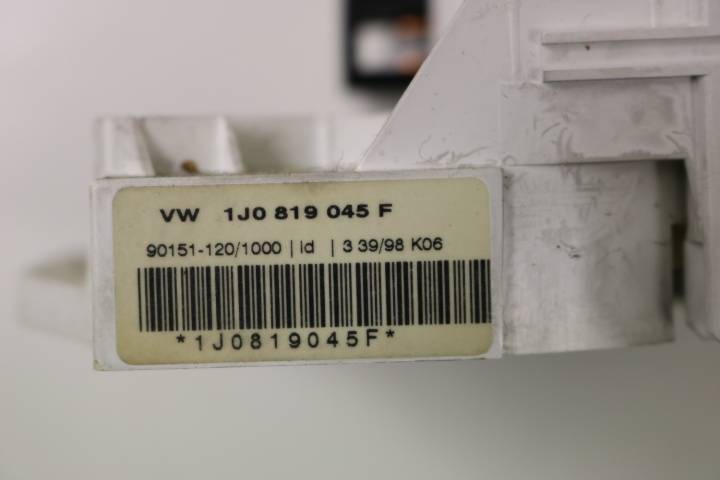 VW 1J0 819 045 F
90151-120/1000 | id | 3 39/98 K06
*1J0819045F*